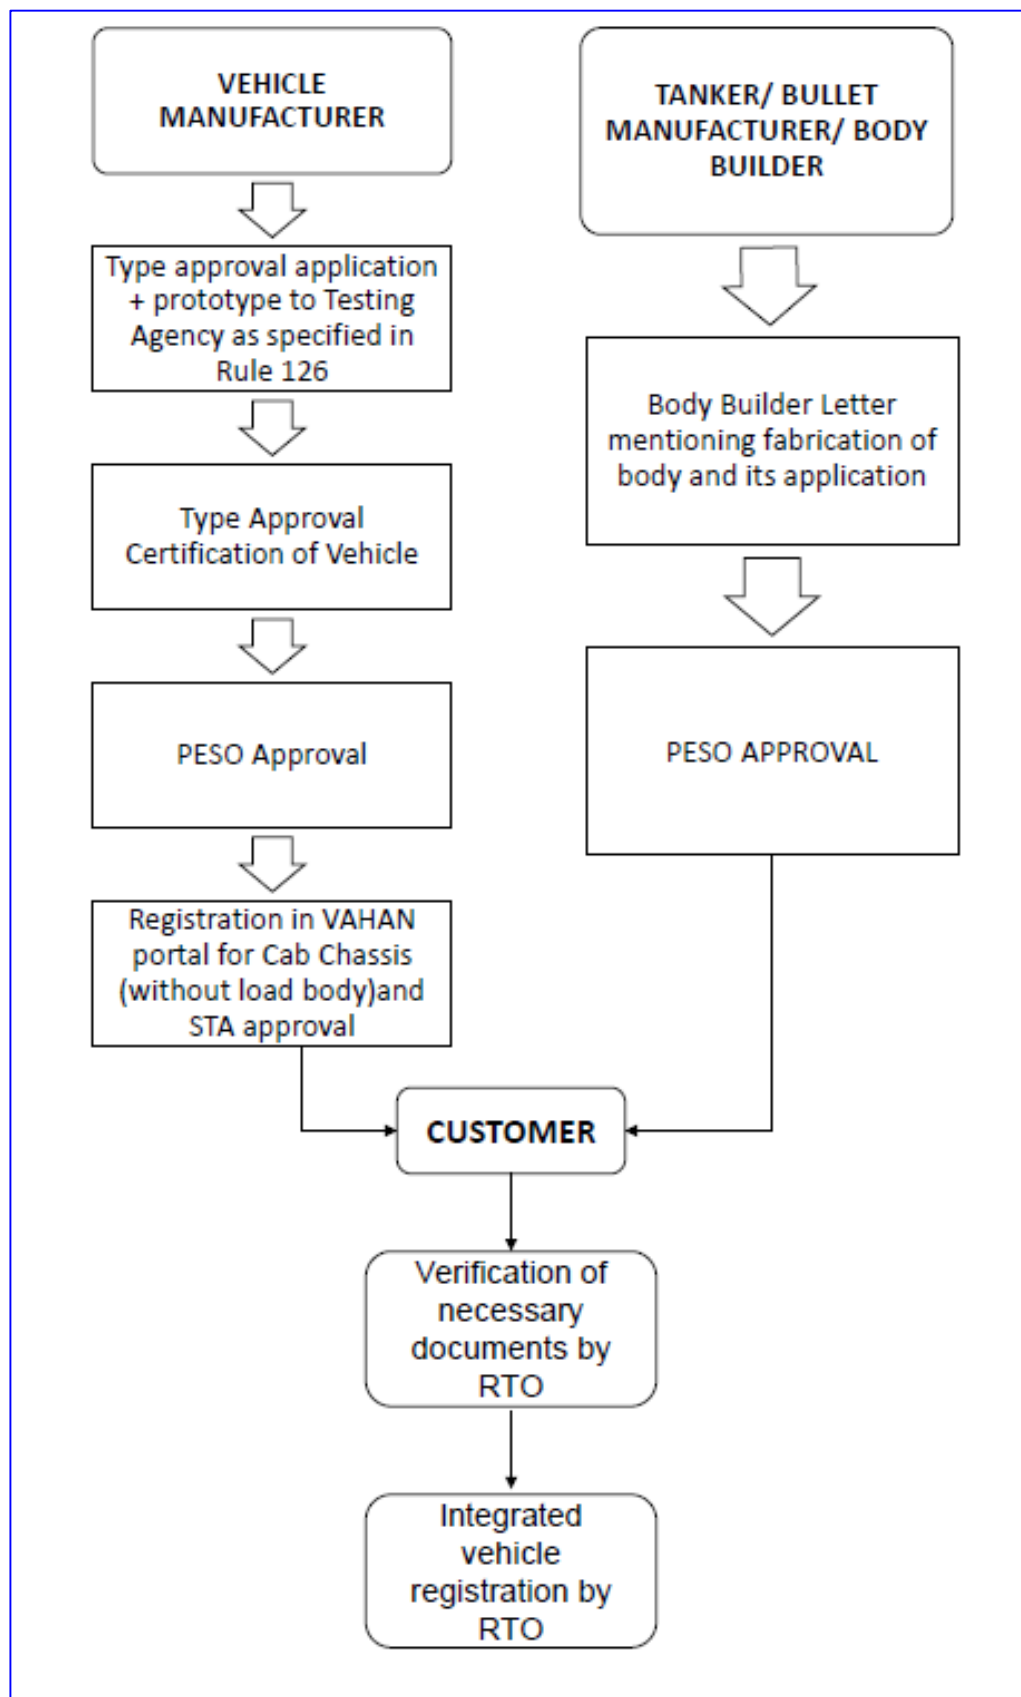 VEHICLE
MANUFACTURER
Type approval application
+ prototype to Testing
Agency as specified in
Rule 126
Type Approval
Certification of Vehicle
PESO Approval
Registration in VAHAN
portal for Cab Chassis
(without load body)and
STA approval
TANKER/ BULLET
MANUFACTURER/ BODY
BUILDER
Body Builder Letter
mentioning fabrication of
body and its application
PESO APPROVAL
CUSTOMER
Verification of
necessary
documents by
RTO
Integrated
vehicle
registration by
RTO